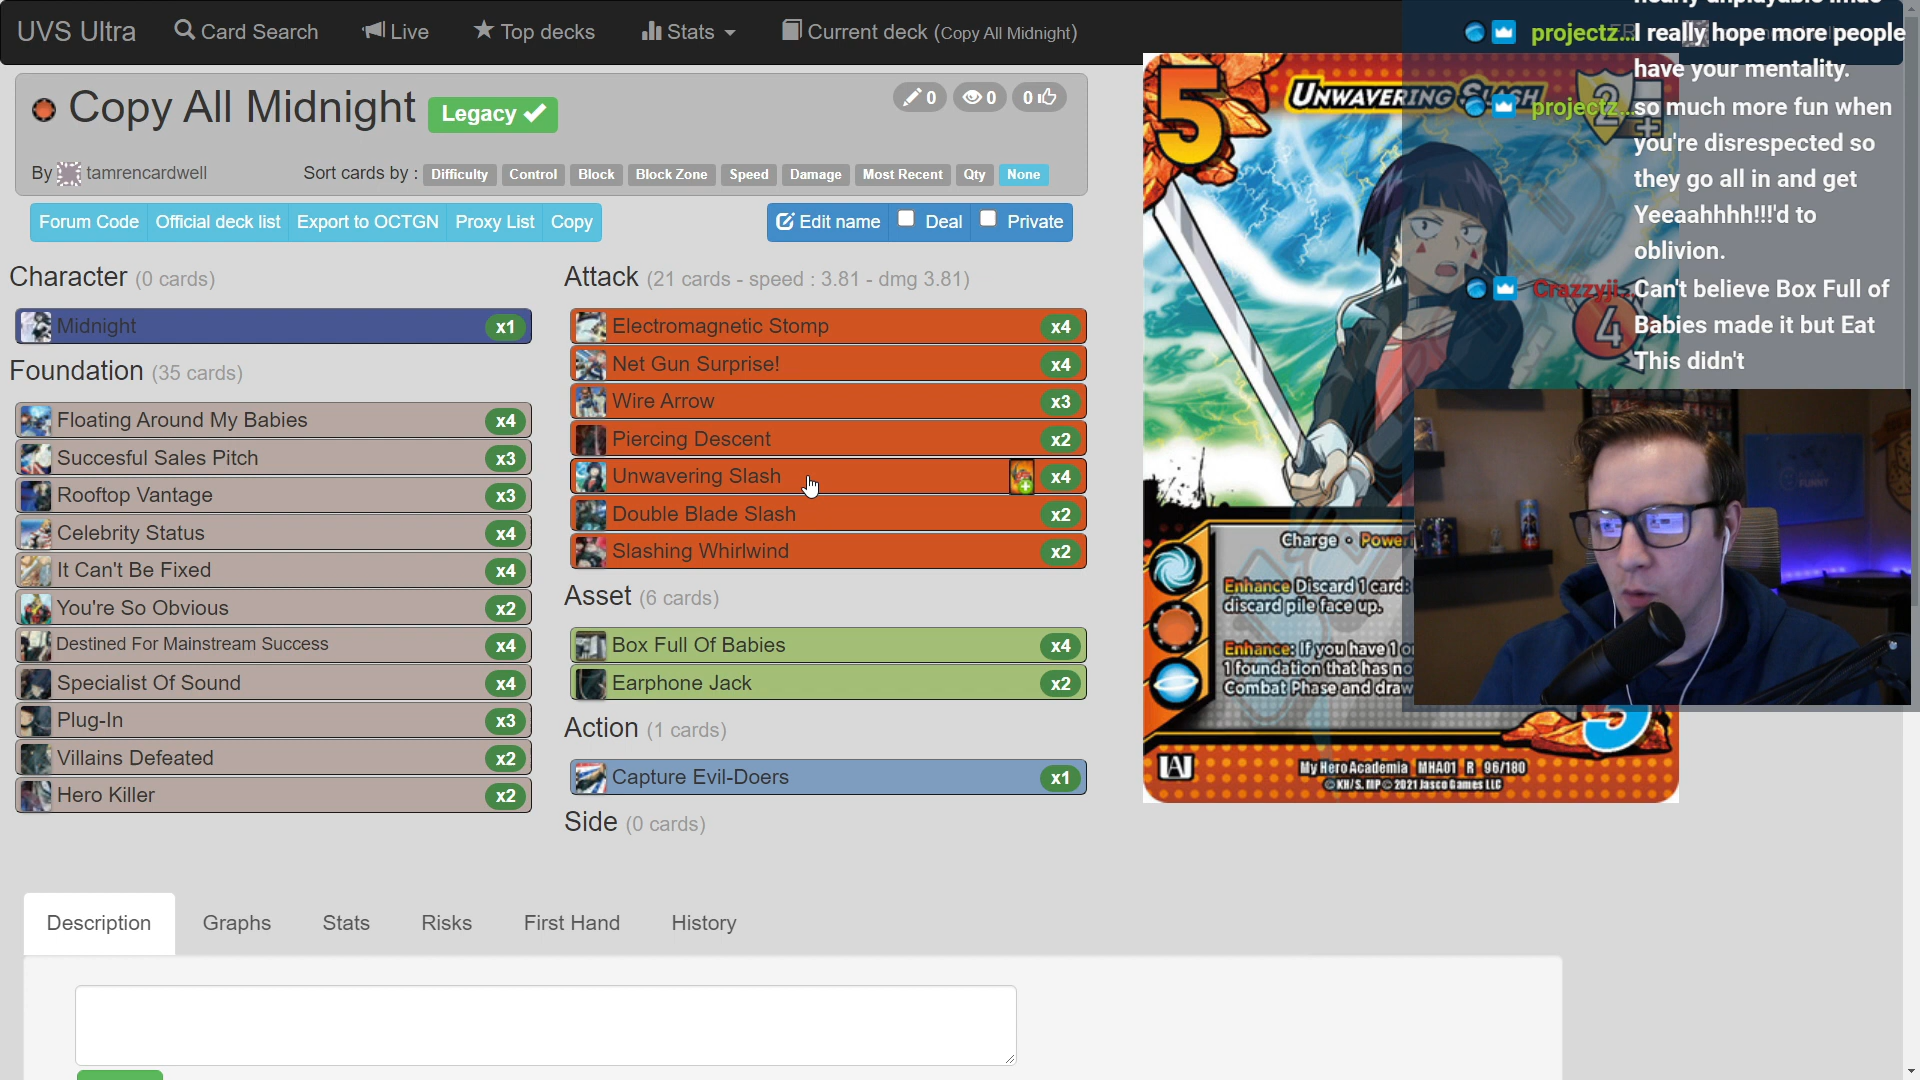 UVS Ultra
Card Search
Live
Top decks
Stats
Current deck (Copy All Midnight)
Copy All Midnight
Legacy
0
0
0
By tamrencardwell
Sort cards by :
Difficulty
Control
Block
Block Zone
Speed
Damage
Most Recent
Qty
None
Forum Code
Official deck list
Export to OCTGN
Proxy List
Copy
Edit name
Deal
Private
Character (0 cards)
Midnight x1
Foundation (35 cards)
Floating Around My Babies x4
Succesful Sales Pitch x3
Rooftop Vantage x3
Celebrity Status x4
It Can't Be Fixed x4
You're So Obvious x2
Destined For Mainstream Success x4
Specialist Of Sound x4
Plug-In x3
Villains Defeated x2
Hero Killer x2
Attack (21 cards - speed : 3.81 - dmg 3.81)
Electromagnetic Stomp x4
Net Gun Surprise! x4
Wire Arrow x3
Piercing Descent x2
Unwavering Slash x4
Double Blade Slash x2
Slashing Whirlwind x2
Asset (6 cards)
Box Full Of Babies x4
Earphone Jack x2
Action (1 cards)
Capture Evil-Doers x1
Side (0 cards)
Description
Graphs
Stats
Risks
First Hand
History
5
Unwavering Slash
2
+
4
Charge •
Enhance Discard 1 card:
discard pile face up.
Enhance: If you have 1
1 foundation that has no
Combat Phase and draw
My Hero Academia MHA01 R 96/180
© KH/S. MP © 2021 Jasco Games LLC
projectz... I really hope more people
have your mentality.
projectz... so much more fun when
you're disrespected so
they go all in and get
Yeeaahhhh!!!'d to
oblivion.
Crazzyji... Can't believe Box Full of
Babies made it but Eat
This didn't